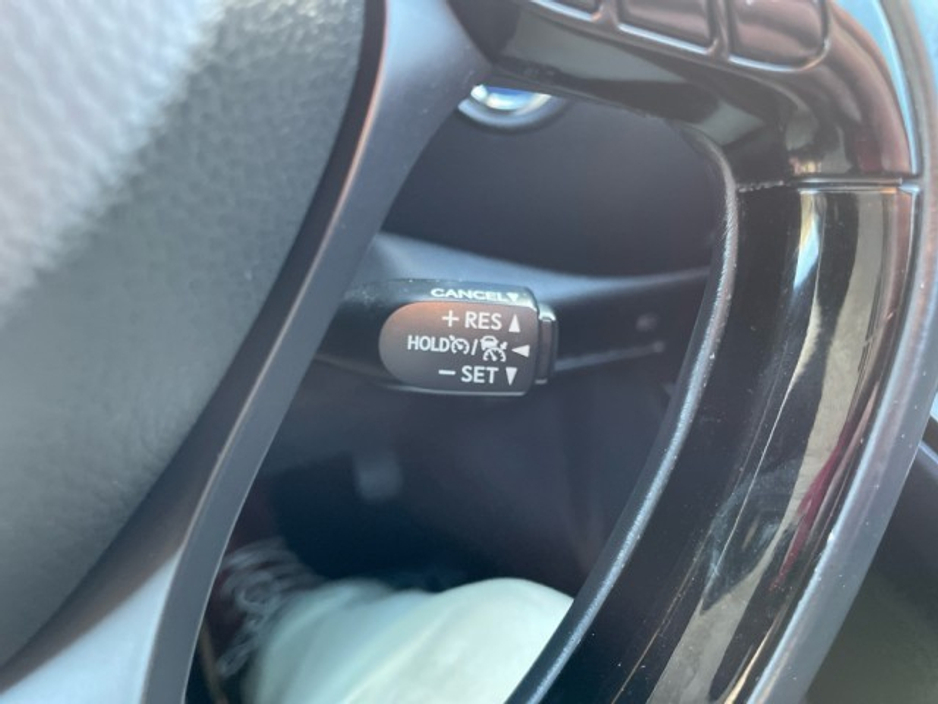 CANCEL▼
+ RES ▲
HOLD / ◀
− SET ▼